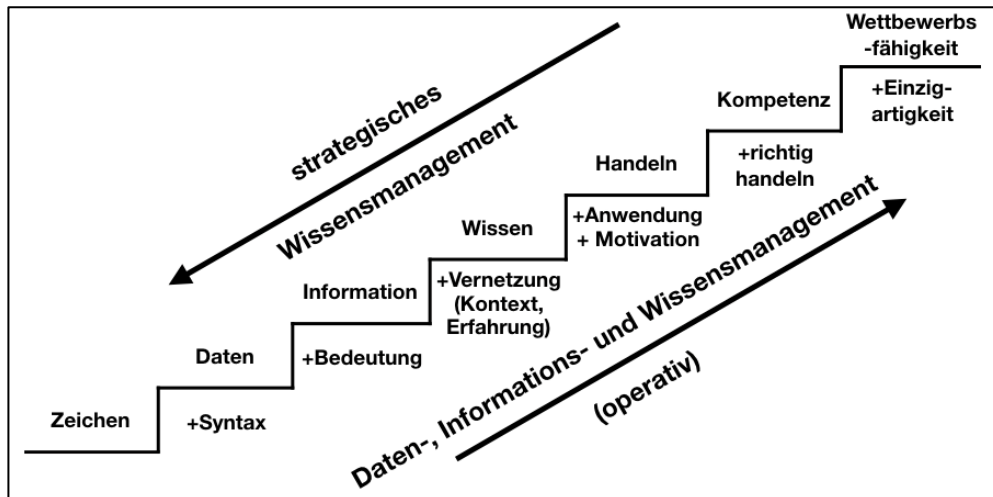 Zeichen
Daten
+Syntax
Information
+Bedeutung
Wissen
+Vernetzung
(Kontext,
Erfahrung)
Handeln
+Anwendung
+ Motivation
Kompetenz
+richtig
handeln
Wettbewerbs
-fähigkeit
+Einzig-
artigkeit
strategisches
Wissensmanagement
Daten-, Informations- und Wissensmanagement
(operativ)